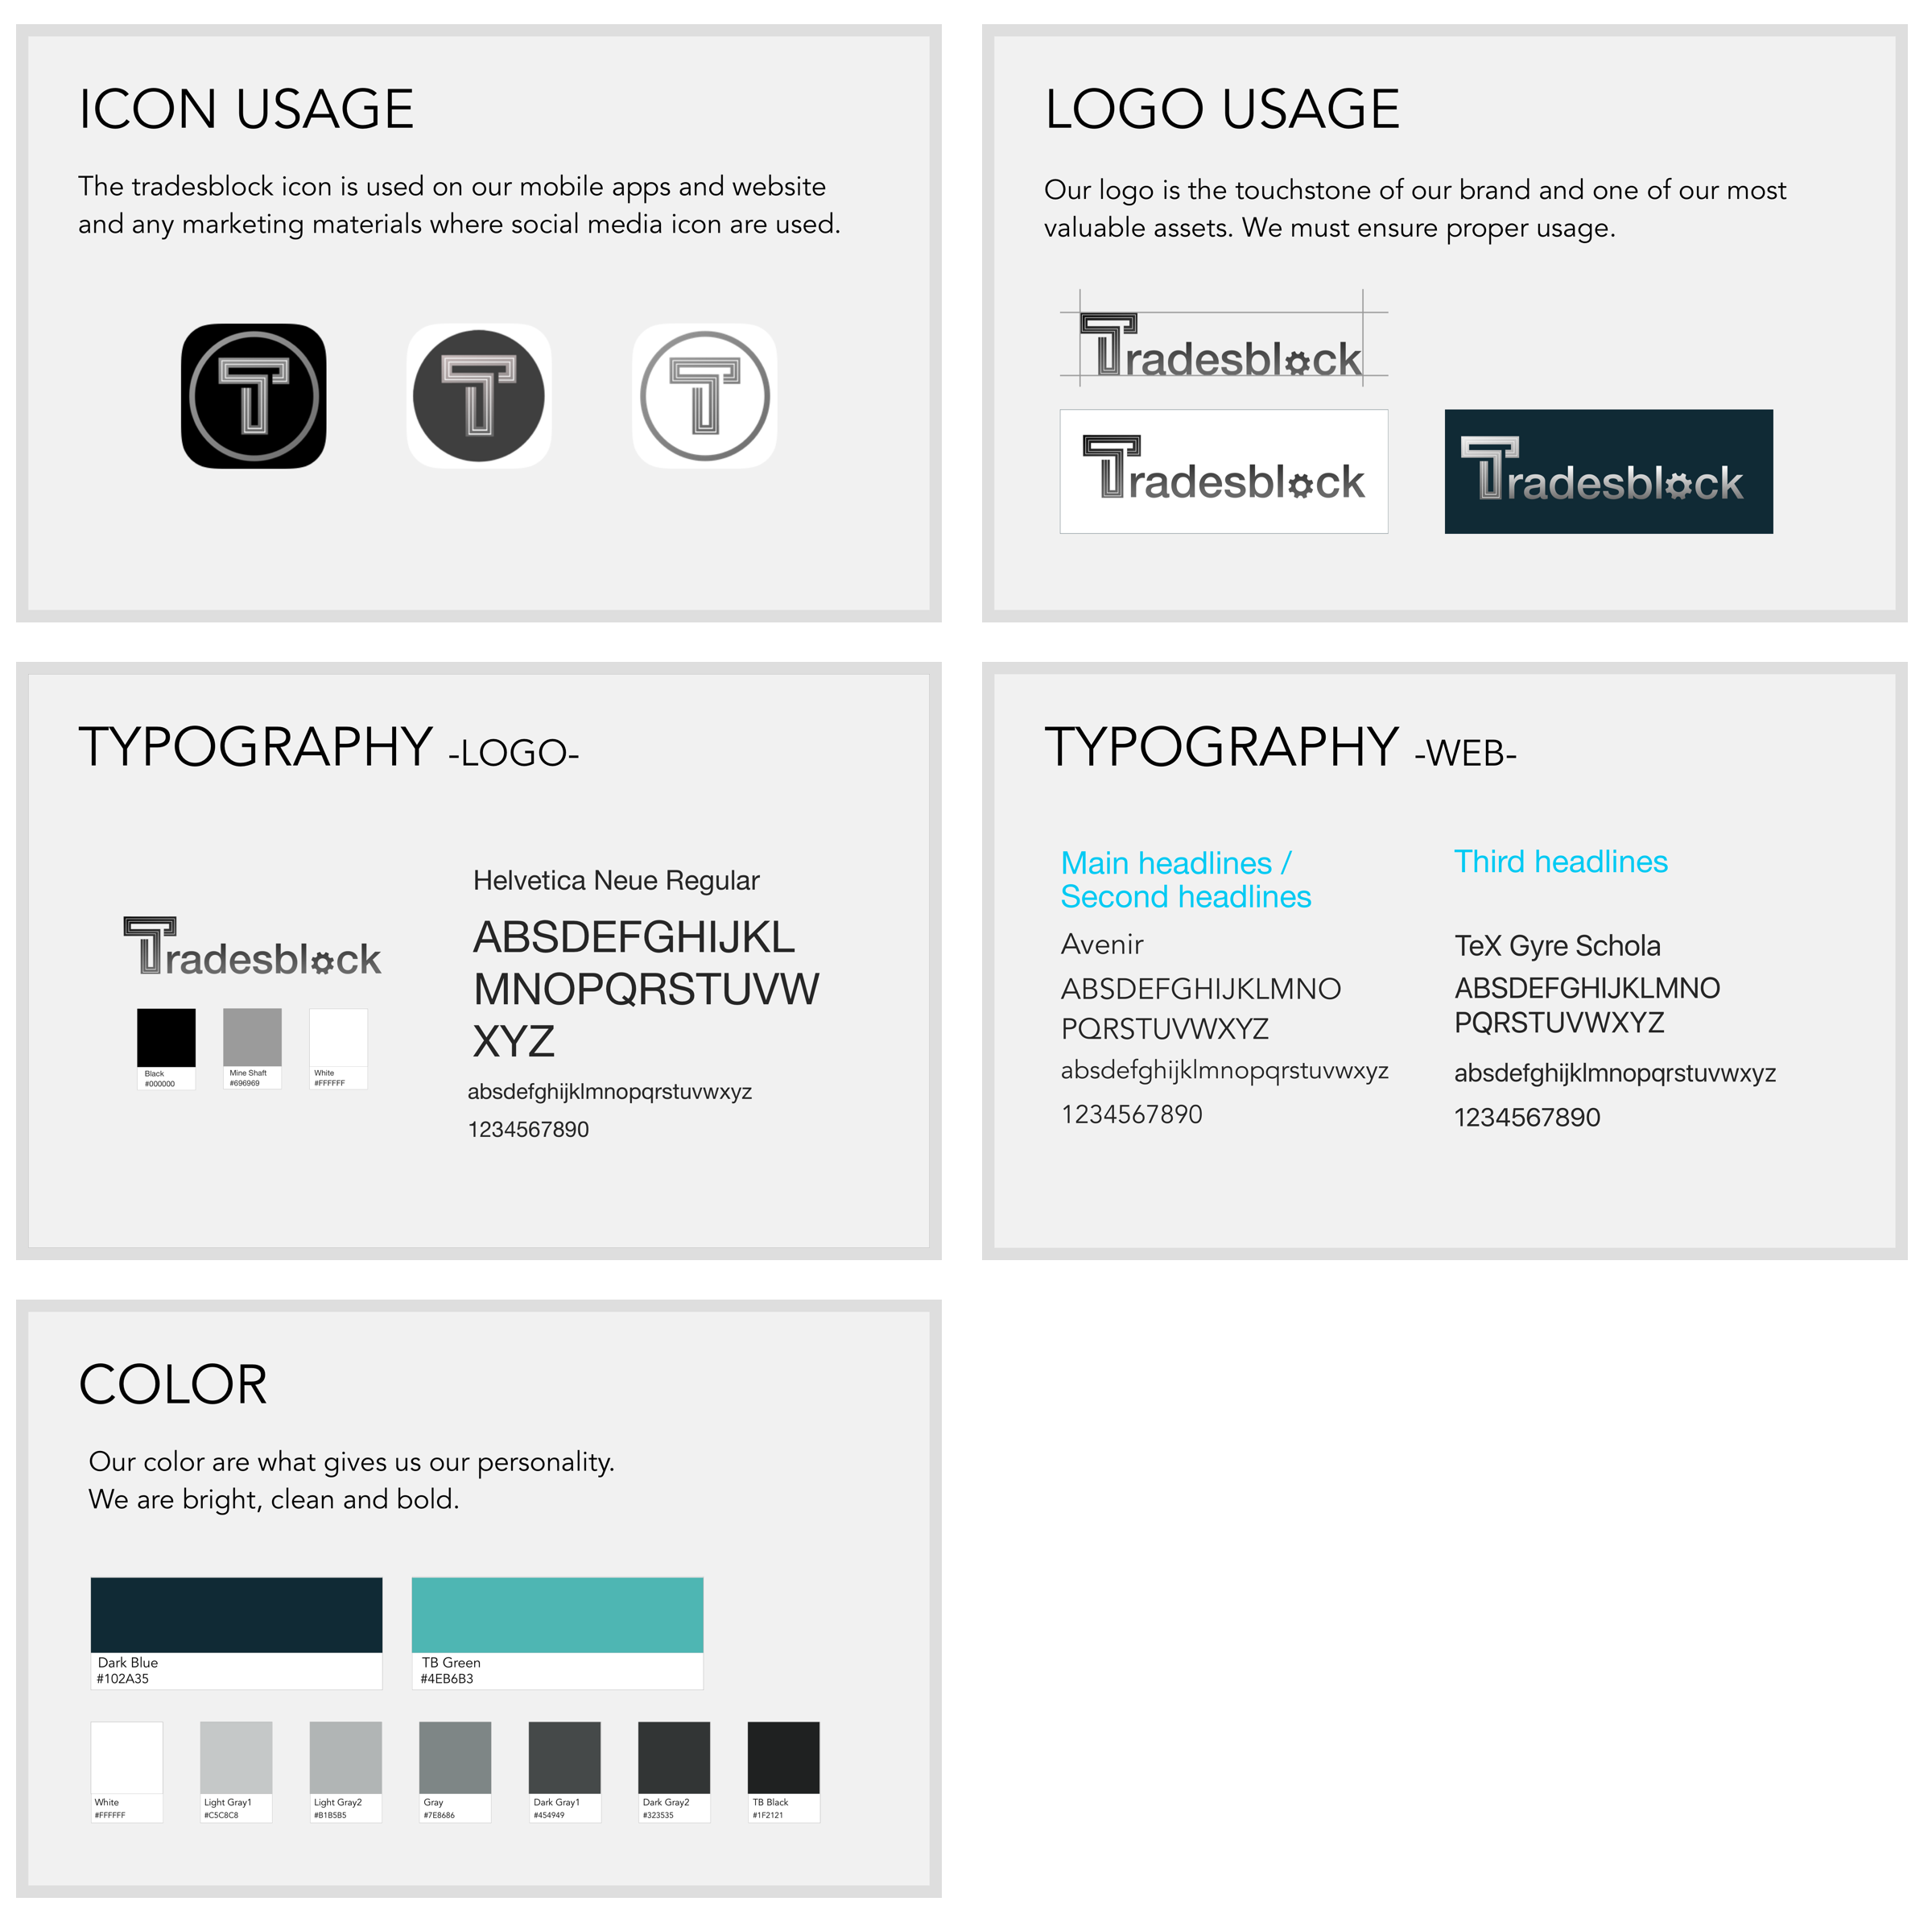 ICON USAGE
The tradesblock icon is used on our mobile apps and website
and any marketing materials where social media icon are used.
T
T
T
LOGO USAGE
Our logo is the touchstone of our brand and one of our most
valuable assets. We must ensure proper usage.
Tradesblock
Tradesblock
Tradesblock
TYPOGRAPHY -LOGO-
Tradesblock
Black
#000000
Mine Shaft
#696969
White
#FFFFFF
Helvetica Neue Regular
ABSDEFGHIJKL
MNOPQRSTUVW
XYZ
absdefghijklmnopqrstuvwxyz
1234567890
TYPOGRAPHY -WEB-
Main headlines /
Second headlines
Avenir
ABSDEFGHIJKLMNO
PQRSTUVWXYZ
absdefghijklmnopqrstuvwxyz
1234567890
Third headlines
TeX Gyre Schola
ABSDEFGHIJKLMNO
PQRSTUVWXYZ
absdefghijklmnopqrstuvwxyz
1234567890
COLOR
Our color are what gives us our personality.
We are bright, clean and bold.
Dark Blue
#102A35
TB Green
#4EB6B3
White
#FFFFFF
Light Gray1
#C5C8C8
Light Gray2
#B1B5B5
Gray
#7E8686
Dark Gray1
#454949
Dark Gray2
#323535
TB Black
#1F2121